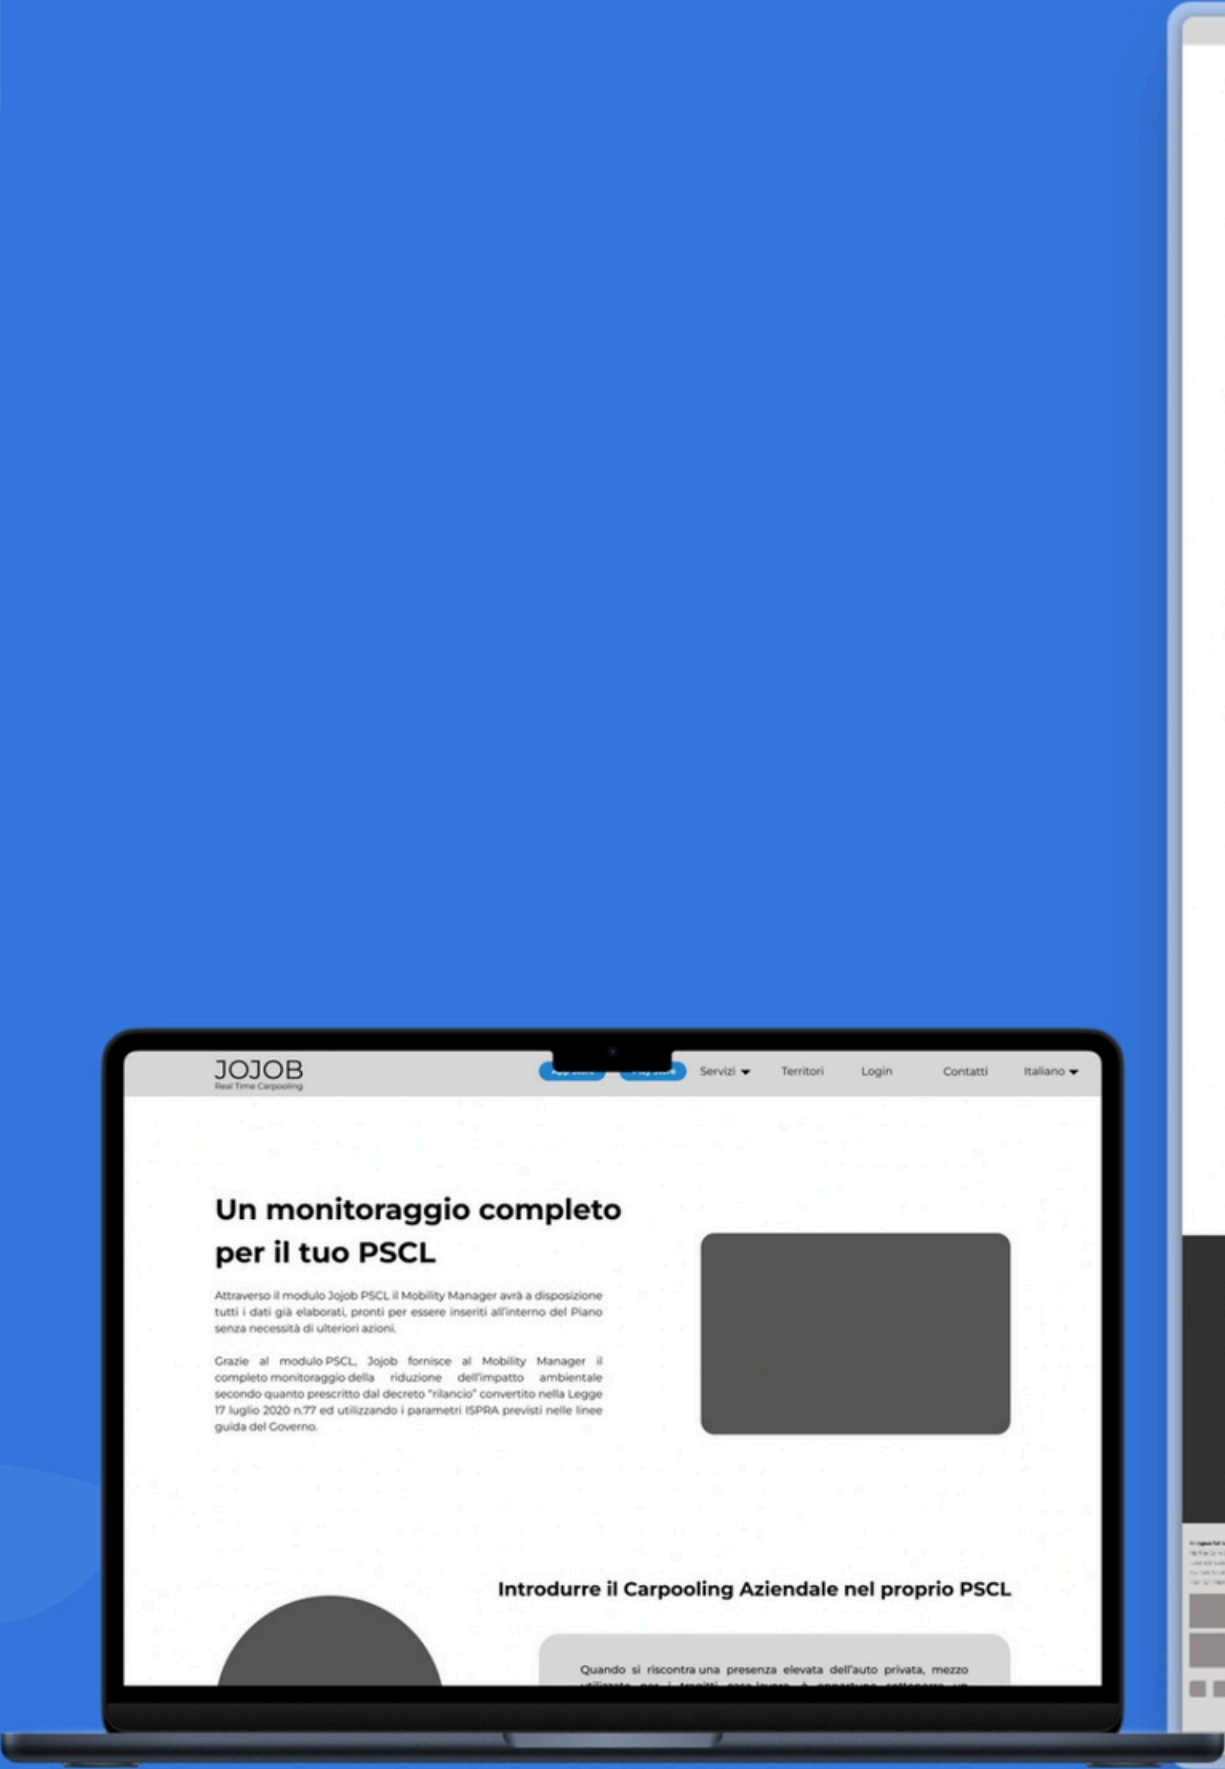 JOJOB
Real Time Carpooling
App Store
Play Store
Servizi
Territori
Login
Contatti
Italiano
Un monitoraggio completo
per il tuo PSCL
Attraverso il modulo Jojob PSCL il Mobility Manager avrà a disposizione
tutti i dati già elaborati, pronti per essere inseriti all'interno del Piano
senza necessità di ulteriori azioni.
Grazie al modulo PSCL, Jojob fornisce al Mobility Manager il
completo monitoraggio della riduzione dell'impatto ambientale
secondo quanto prescritto dal decreto "rilancio" convertito nella Legge
17 luglio 2020 n.77 ed utilizzando i parametri ISPRA previsti nelle linee
guida del Governo.
Introdurre il Carpooling Aziendale nel proprio PSCL
Quando si riscontra una presenza elevata dell'auto privata, mezzo